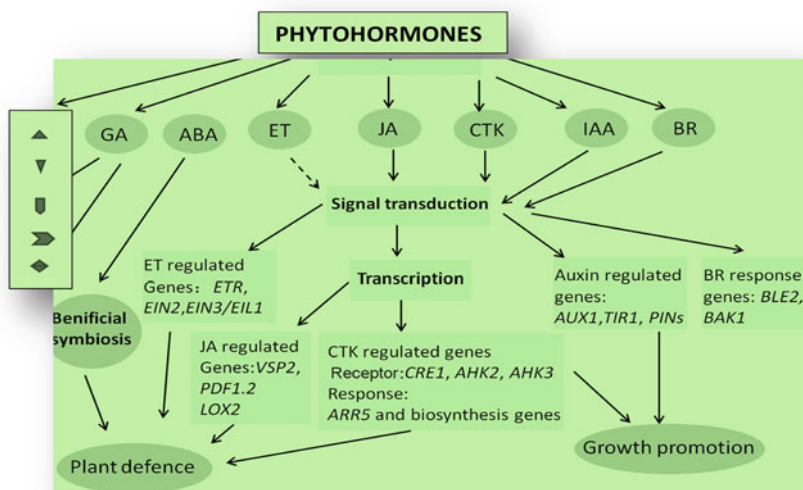 PHYTOHORMONES
GA
ABA
ET
JA
CTK
IAA
BR
Signal transduction
Transcription
ET regulated
Genes: ETR,
EIN2,EIN3/EIL1
Auxin regulated
genes:
AUX1,TIR1, PINs
BR response
genes: BLE2,
BAK1
Benificial
symbiosis
JA regulated
Genes:VSP2,
PDF1.2
LOX2
CTK regulated genes
Receptor:CRE1, AHK2, AHK3
Response:
ARR5 and biosynthesis genes
Plant defence
Growth promotion